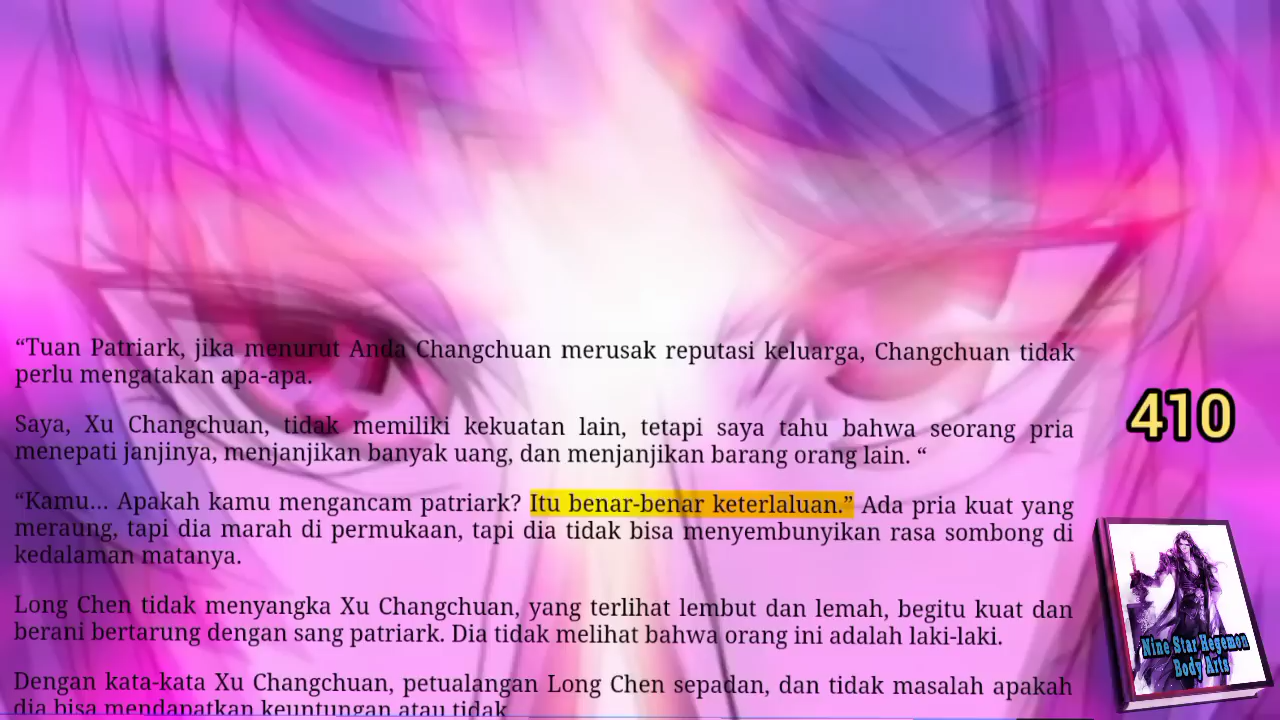 “Tuan Patriark, jika menurut Anda Changchuan merusak reputasi keluarga, Changchuan tidak
perlu mengatakan apa-apa.
Saya, Xu Changchuan, tidak memiliki kekuatan lain, tetapi saya tahu bahwa seorang pria
menepati janjinya, menjanjikan banyak uang, dan menjanjikan barang orang lain. “
“Kamu... Apakah kamu mengancam patriark? Itu benar-benar keterlaluan.” Ada pria kuat yang
meraung, tapi dia marah di permukaan, tapi dia tidak bisa menyembunyikan rasa sombong di
kedalaman matanya.
Long Chen tidak menyangka Xu Changchuan, yang terlihat lembut dan lemah, begitu kuat dan
berani bertarung dengan sang patriark. Dia tidak melihat bahwa orang ini adalah laki-laki.
Dengan kata-kata Xu Changchuan, petualangan Long Chen sepadan, dan tidak masalah apakah
dia bisa mendapatkan keuntungan atau tidak
410
Nine Star Hegemon
Body Arts